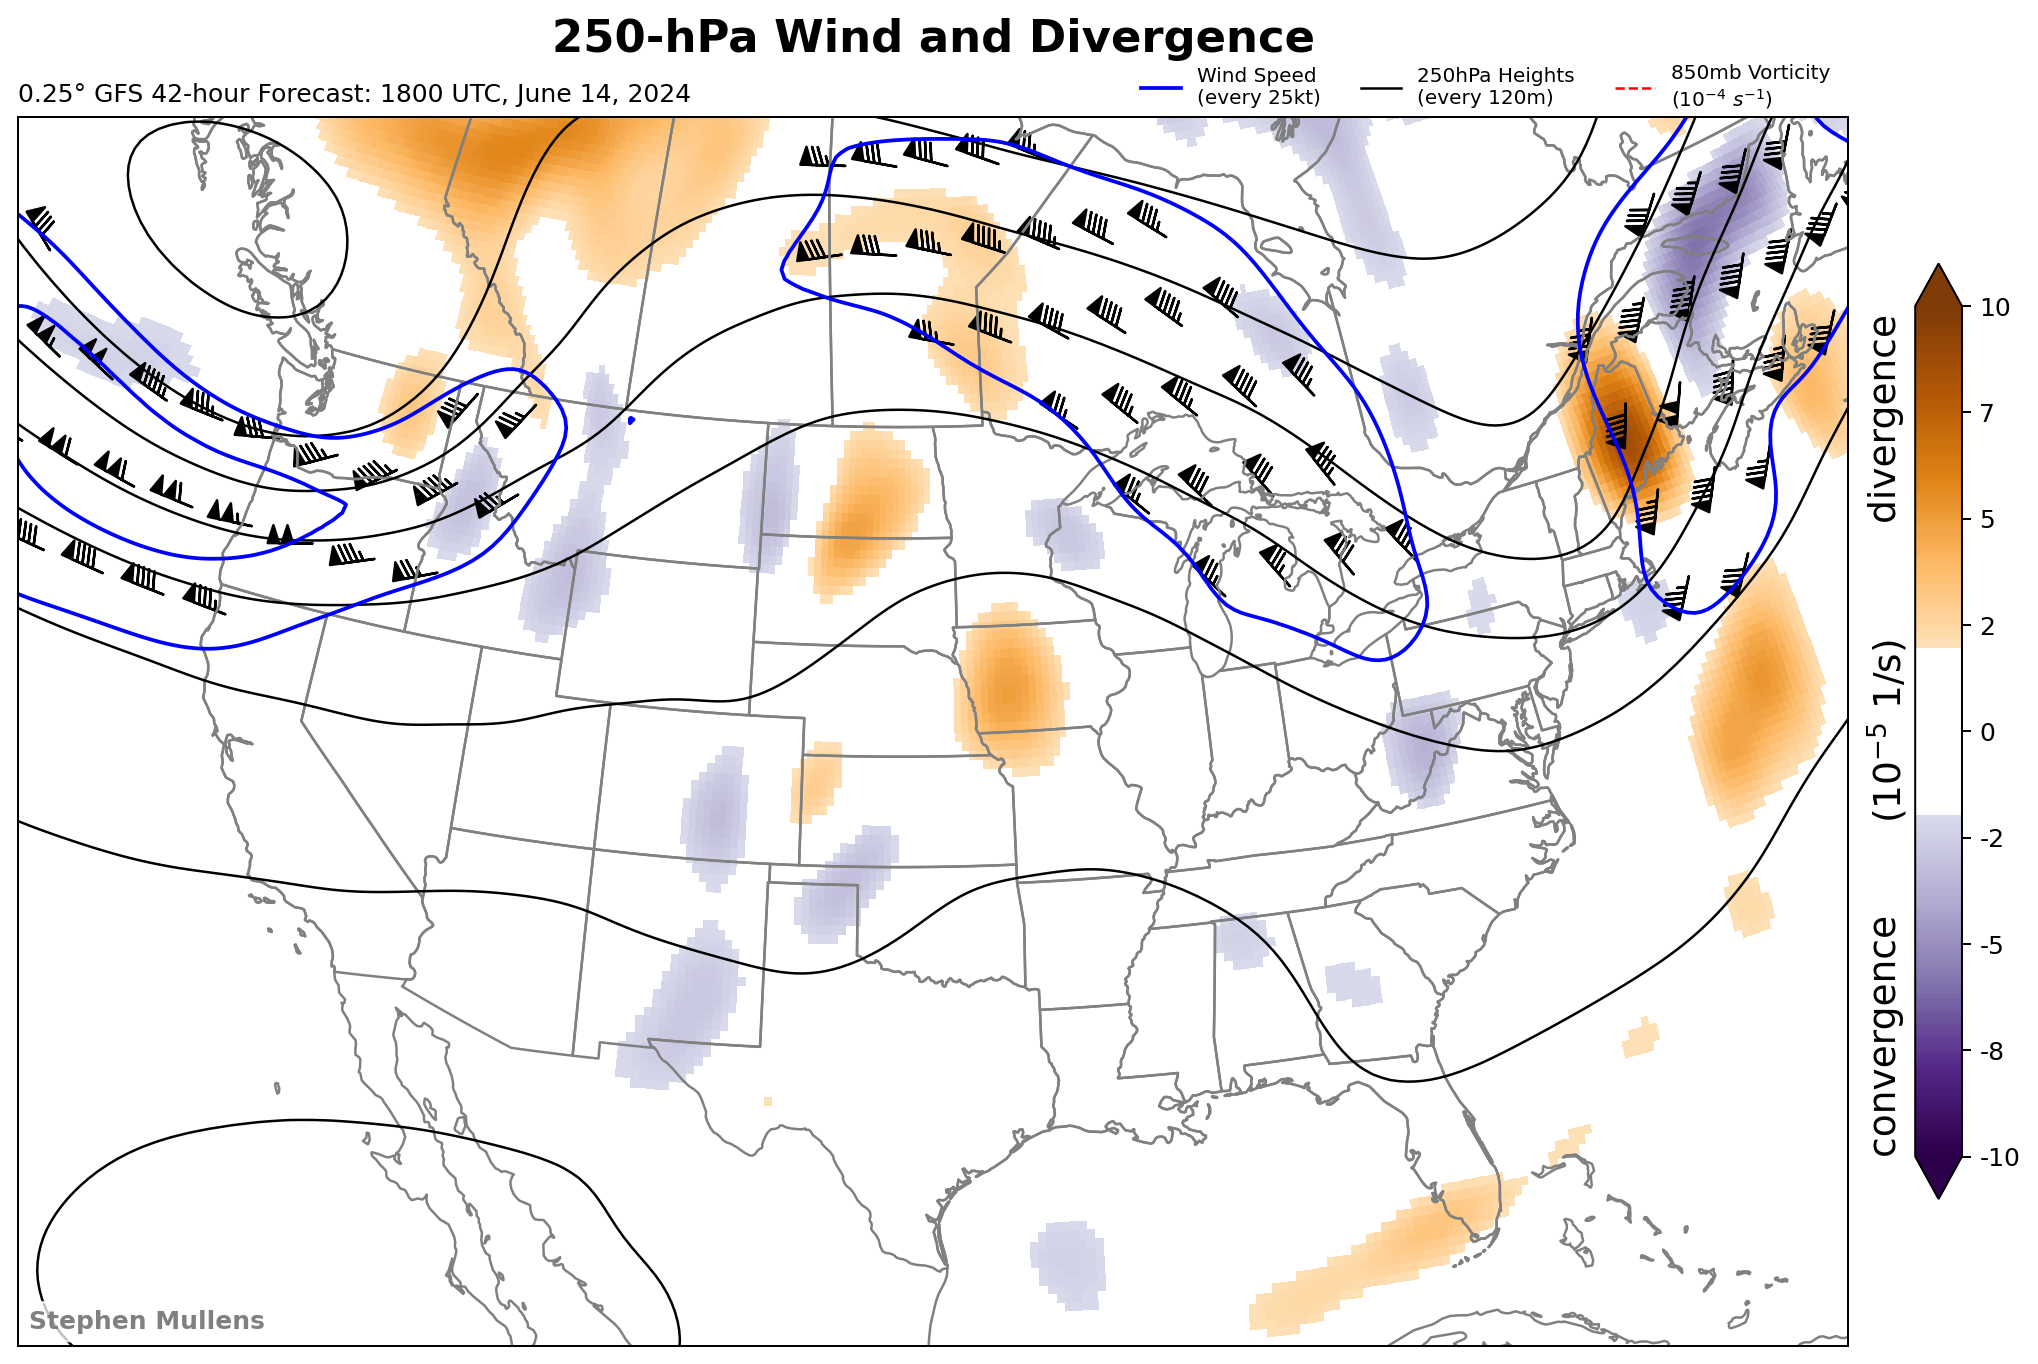 250-hPa Wind and Divergence
0.25° GFS 42-hour Forecast: 1800 UTC, June 14, 2024
Wind Speed
(every 25kt)
250hPa Heights
(every 120m)
850mb Vorticity
(10⁻⁴ s⁻¹)
10
7
5
2
0
-2
-5
-8
-10
convergence (10⁻⁵ 1/s) divergence
Stephen Mullens